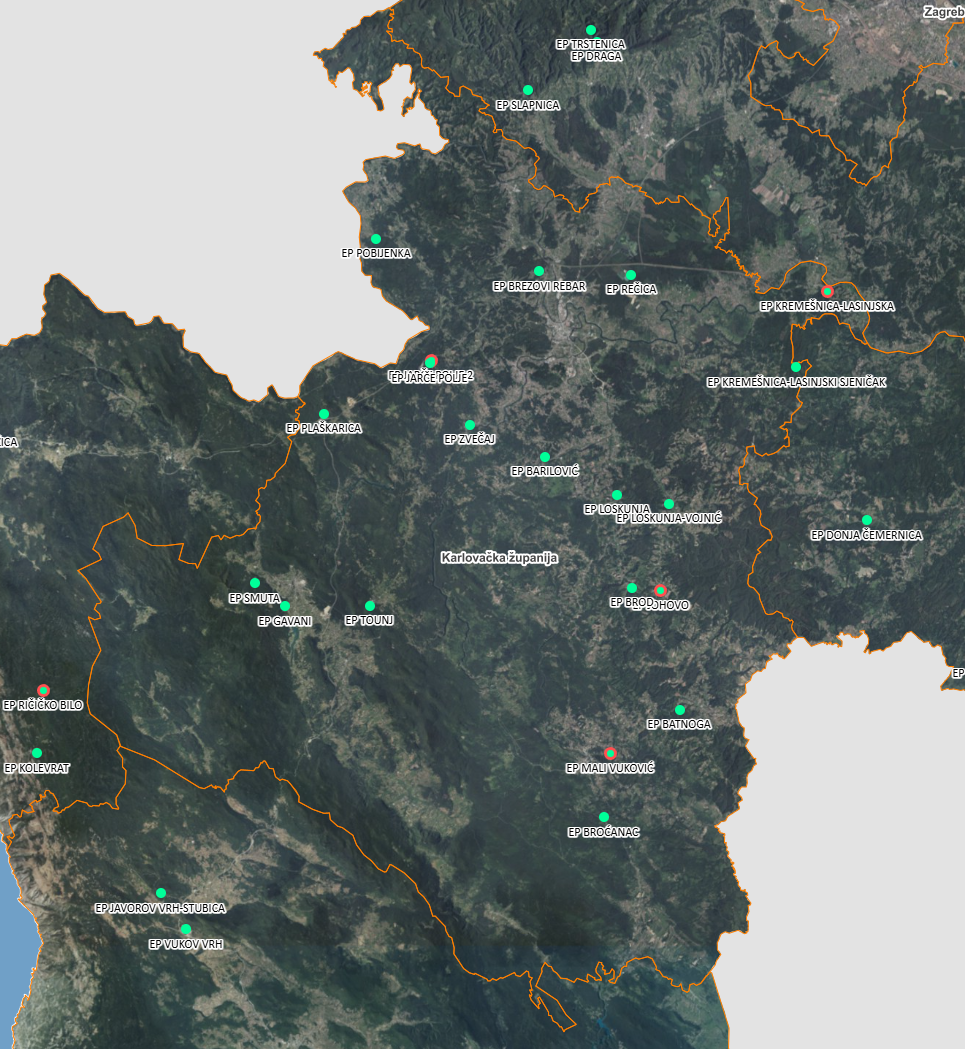 Zagreb
EP TRSTENICA
EP DRAGA
EP SLAPNICA
EP POBIJENKA
EP BREZOVI REBAR
EP REČICA
EP KREMEŠNICA-LASINJSKA
EP JARČE POLJE
EP KREMEŠNICA-LASINJSKI SJENIČAK
EP PLAŠKARICA
EP ZVEČAJ
EP BARILOVIĆ
EP LOSKUNJA
EP LOSKUNJA-VOJNIĆ
EP DONJA ČEMERNICA
Karlovačka županija
EP SMUTA
EP GAVANI
EP TOUNJ
EP BROD
EP
EP RIČIČKO BILO
EP BATNOGA
EP KOLEVRAT
EP MALI VUKOVIĆ
EP BROĆANAC
EP JAVOROV VRH-STUBICA
EP VUKOV VRH